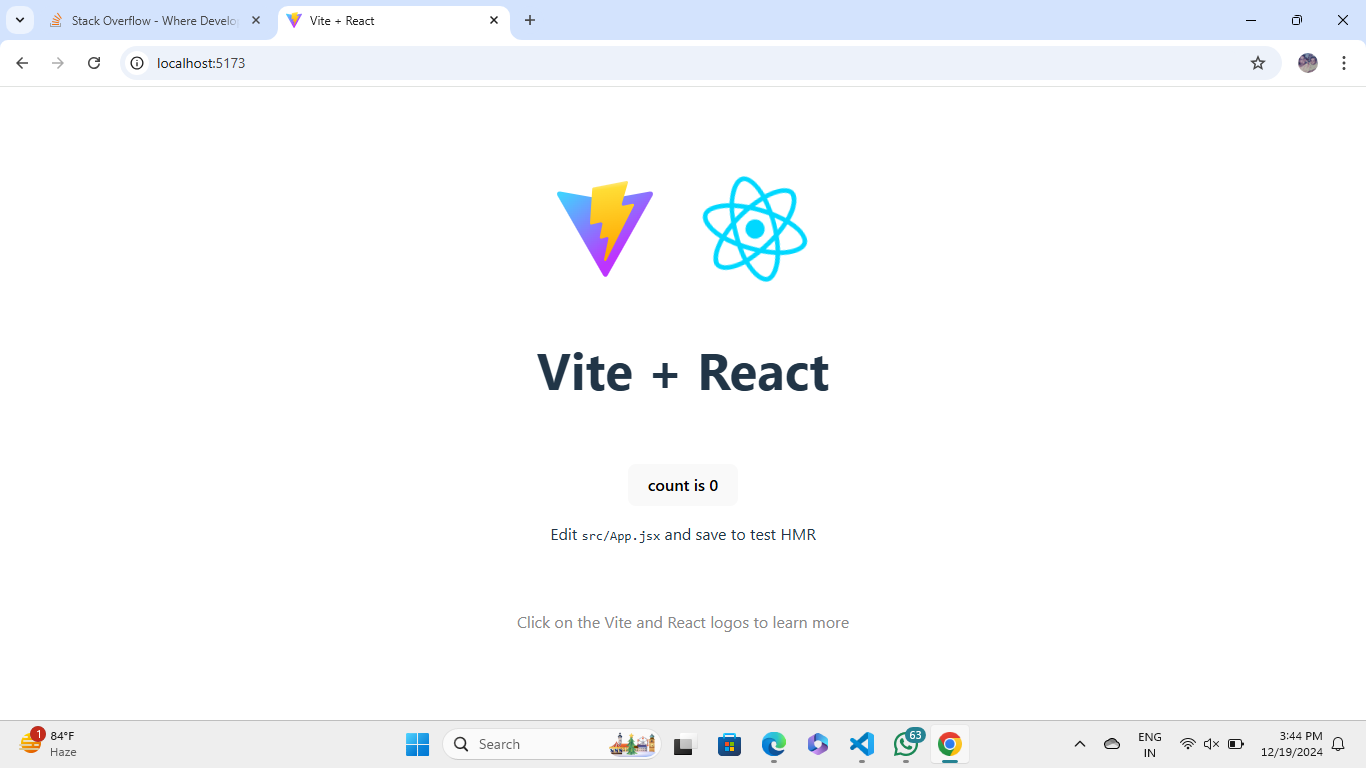 Stack Overflow - Where Develo
Vite + React
localhost:5173
Vite + React
count is 0
Edit src/App.jsx and save to test HMR
Click on the Vite and React logos to learn more
1
84°F
Haze
Search
63
ENG
IN
3:44 PM
12/19/2024